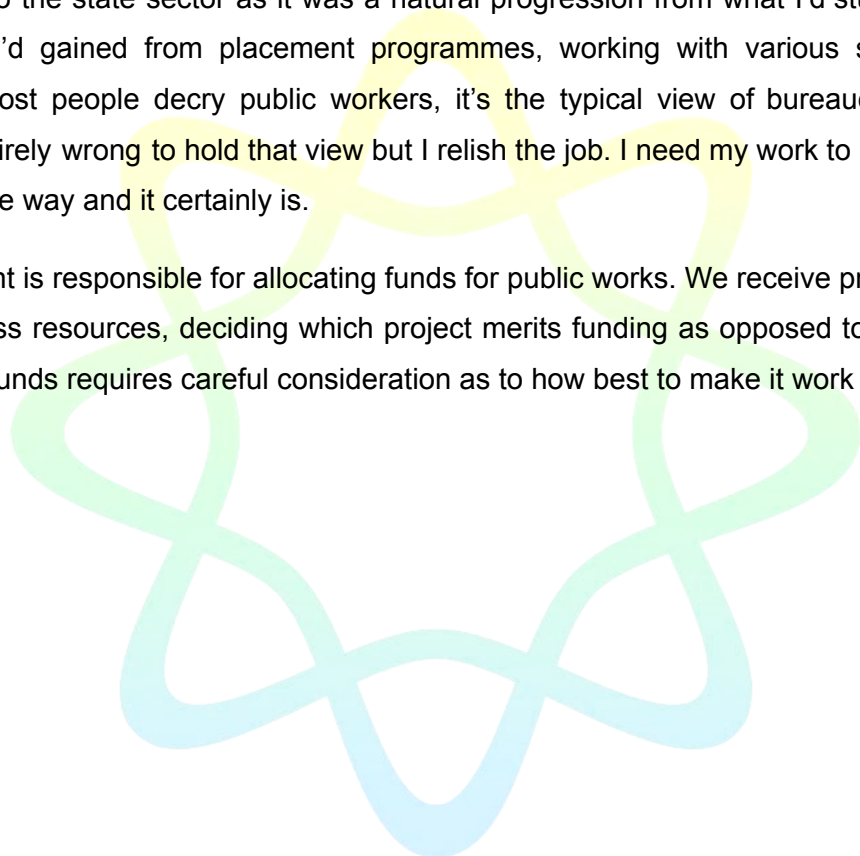 the state sector as it was a natural progression from what I'd
'd gained from placement programmes, working with various
ost people decry public workers, it's the typical view of
irely wrong to hold that view but I relish the job. I need my work to
e way and it certainly is.
nt is responsible for allocating funds for public works. We receive
ss resources, deciding which project merits funding as opposed to
unds requires careful consideration as to how best to make it work